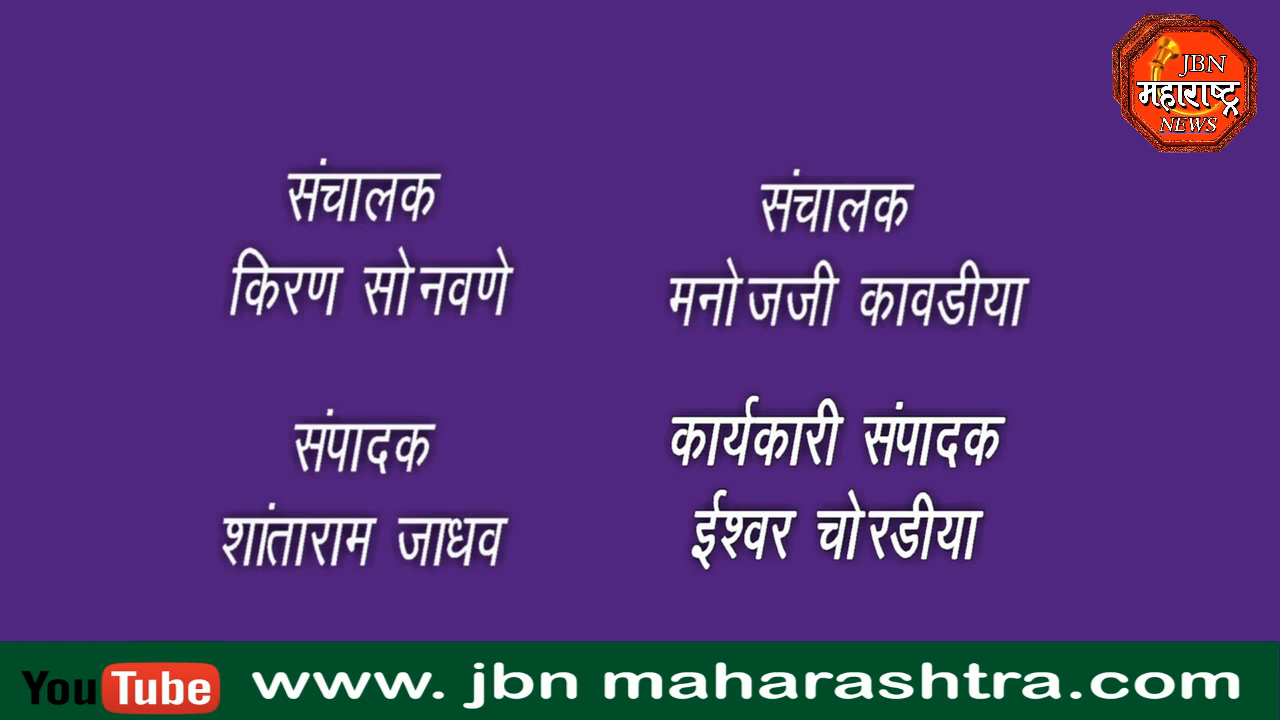 JBN
महाराष्ट्र
NEWS
संचालक
किरण सोनवणे
संचालक
मनोजजी कावडीया
संपादक
शांताराम जाधव
कार्यकारी संपादक
ईश्वर चोरडीया
YouTube www. jbn maharashtra.com